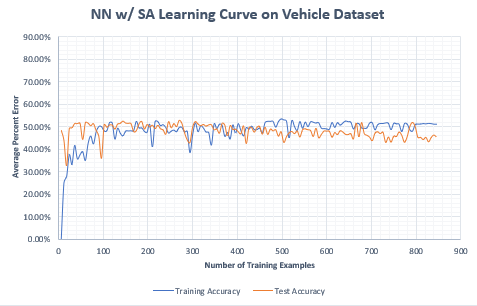 NN w/ SA Learning Curve on Vehicle Dataset
90.00%
80.00%
70.00%
60.00%
50.00%
40.00%
30.00%
20.00%
10.00%
0.00%
Average Percent Error
0 100 200 300 400 500 600 700 800 900
Number of Training Examples
Training Accuracy Test Accuracy